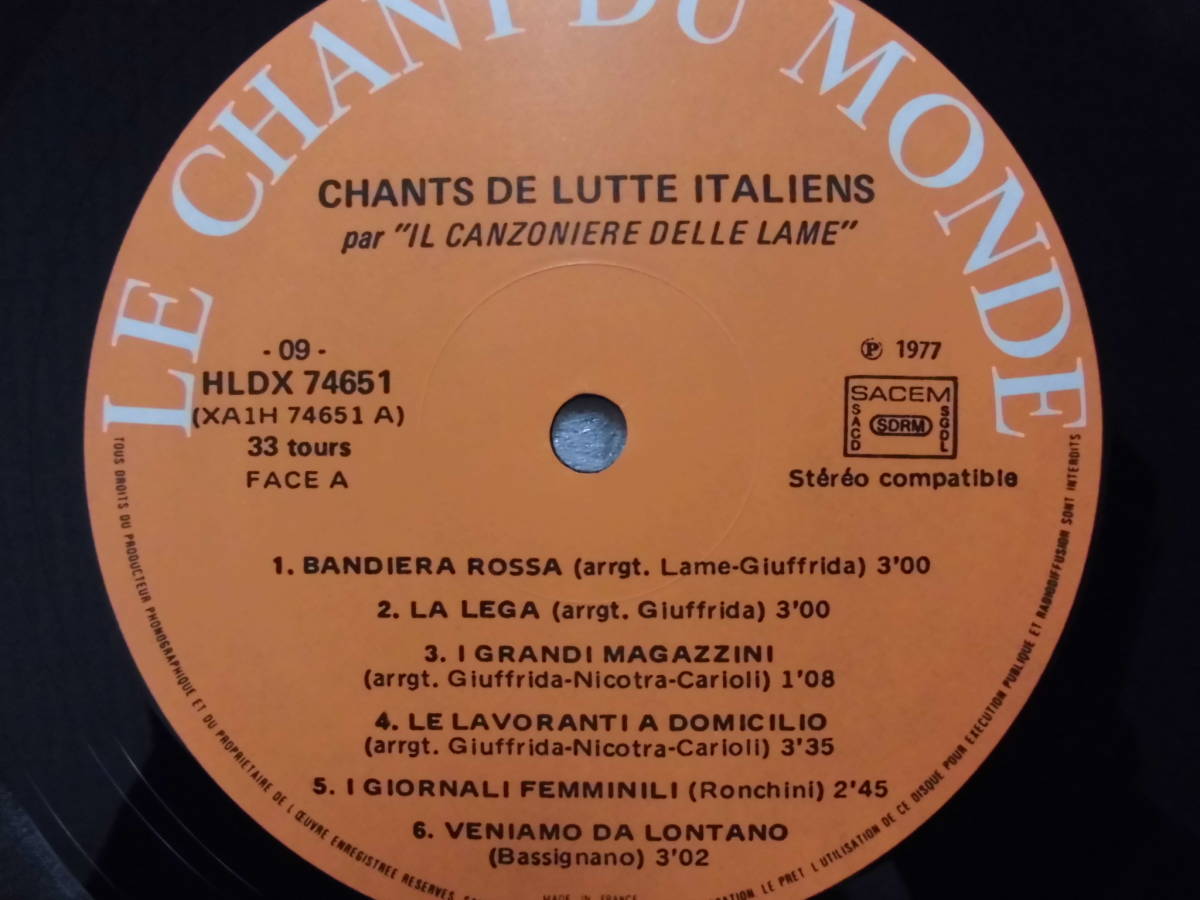 LE CHANT DU MONDE
CHANTS DE LUTTE ITALIENS
par "IL CANZONIERE DELLE LAME"
- 09 -
HLDX 74651
(XA1H 74651 A)
33 tours
FACE A
℗ 1977
SACEM
SACD
SDRM
SGDL
Stéréo compatible
1. BANDIERA ROSSA (arrgt. Lame-Giuffrida) 3'00
2. LA LEGA (arrgt. Giuffrida) 3'00
3. I GRANDI MAGAZZINI
(arrgt. Giuffrida-Nicotra-Carioli) 1'08
4. LE LAVORANTI A DOMICILIO
(arrgt. Giuffrida-Nicotra-Carioli) 3'35
5. I GIORNALI FEMMINILI (Ronchini) 2'45
6. VENIAMO DA LONTANO
(Bassignano) 3'02
TOUS DROITS DU PRODUCTEUR PHONOGRAPHIQUE ET DU PROPRIETAIRE DE L'ŒUVRE ENREGISTREE RESERVES.
LE PRET L'UTILISATION DE CE DISQUE POUR EXECUTION PUBLIQUE ET RADIODIFFUSION SONT INTERDITS
MADE IN FRANCE